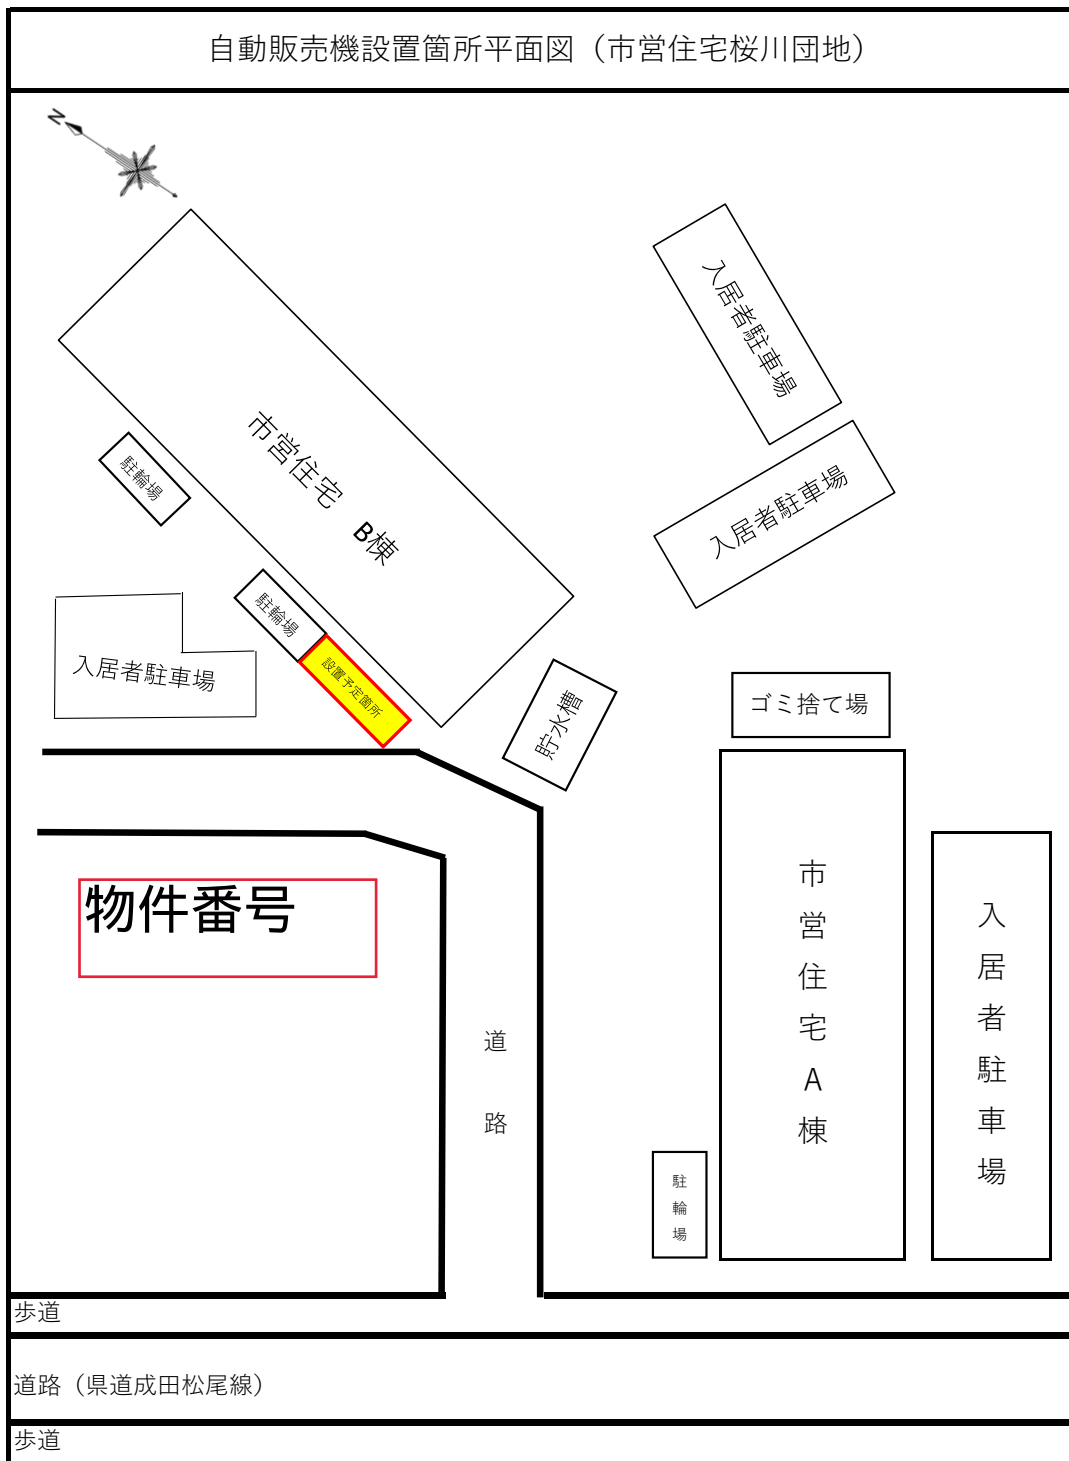 自動販売機設置箇所平面図（市営住宅桜川団地）
N
入居者駐車場
入居者駐車場
市営住宅 B棟
駐輪場
駐輪場
設置予定箇所
入居者駐車場
貯水槽
ゴミ捨て場
市営住宅A棟
入居者駐車場
物件番号
道路
駐輪場
歩道
道路（県道成田松尾線）
歩道